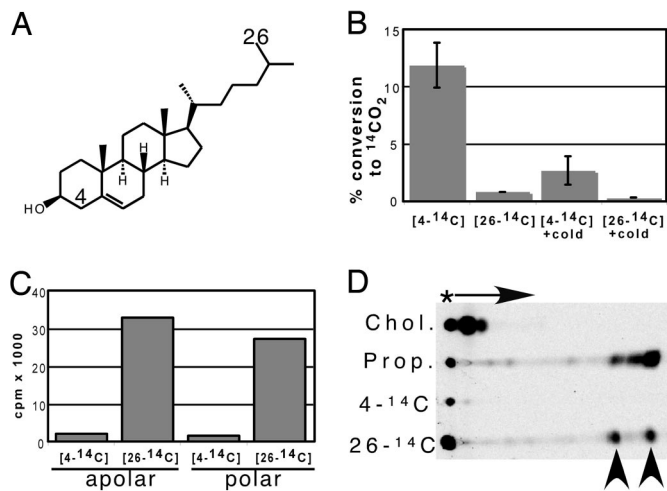 A
26
H
H
H
HO
4
B
% conversion
to ¹⁴CO₂
15
10
5
0
[4-¹⁴C]
[26-¹⁴C]
[4-¹⁴C]
+cold
[26-¹⁴C]
+cold
C
cpm x 1000
40
30
20
10
0
[4-¹⁴C]
[26-¹⁴C]
[4-¹⁴C]
[26-¹⁴C]
apolar
polar
D
*
Chol.
Prop.
4-¹⁴C
26-¹⁴C